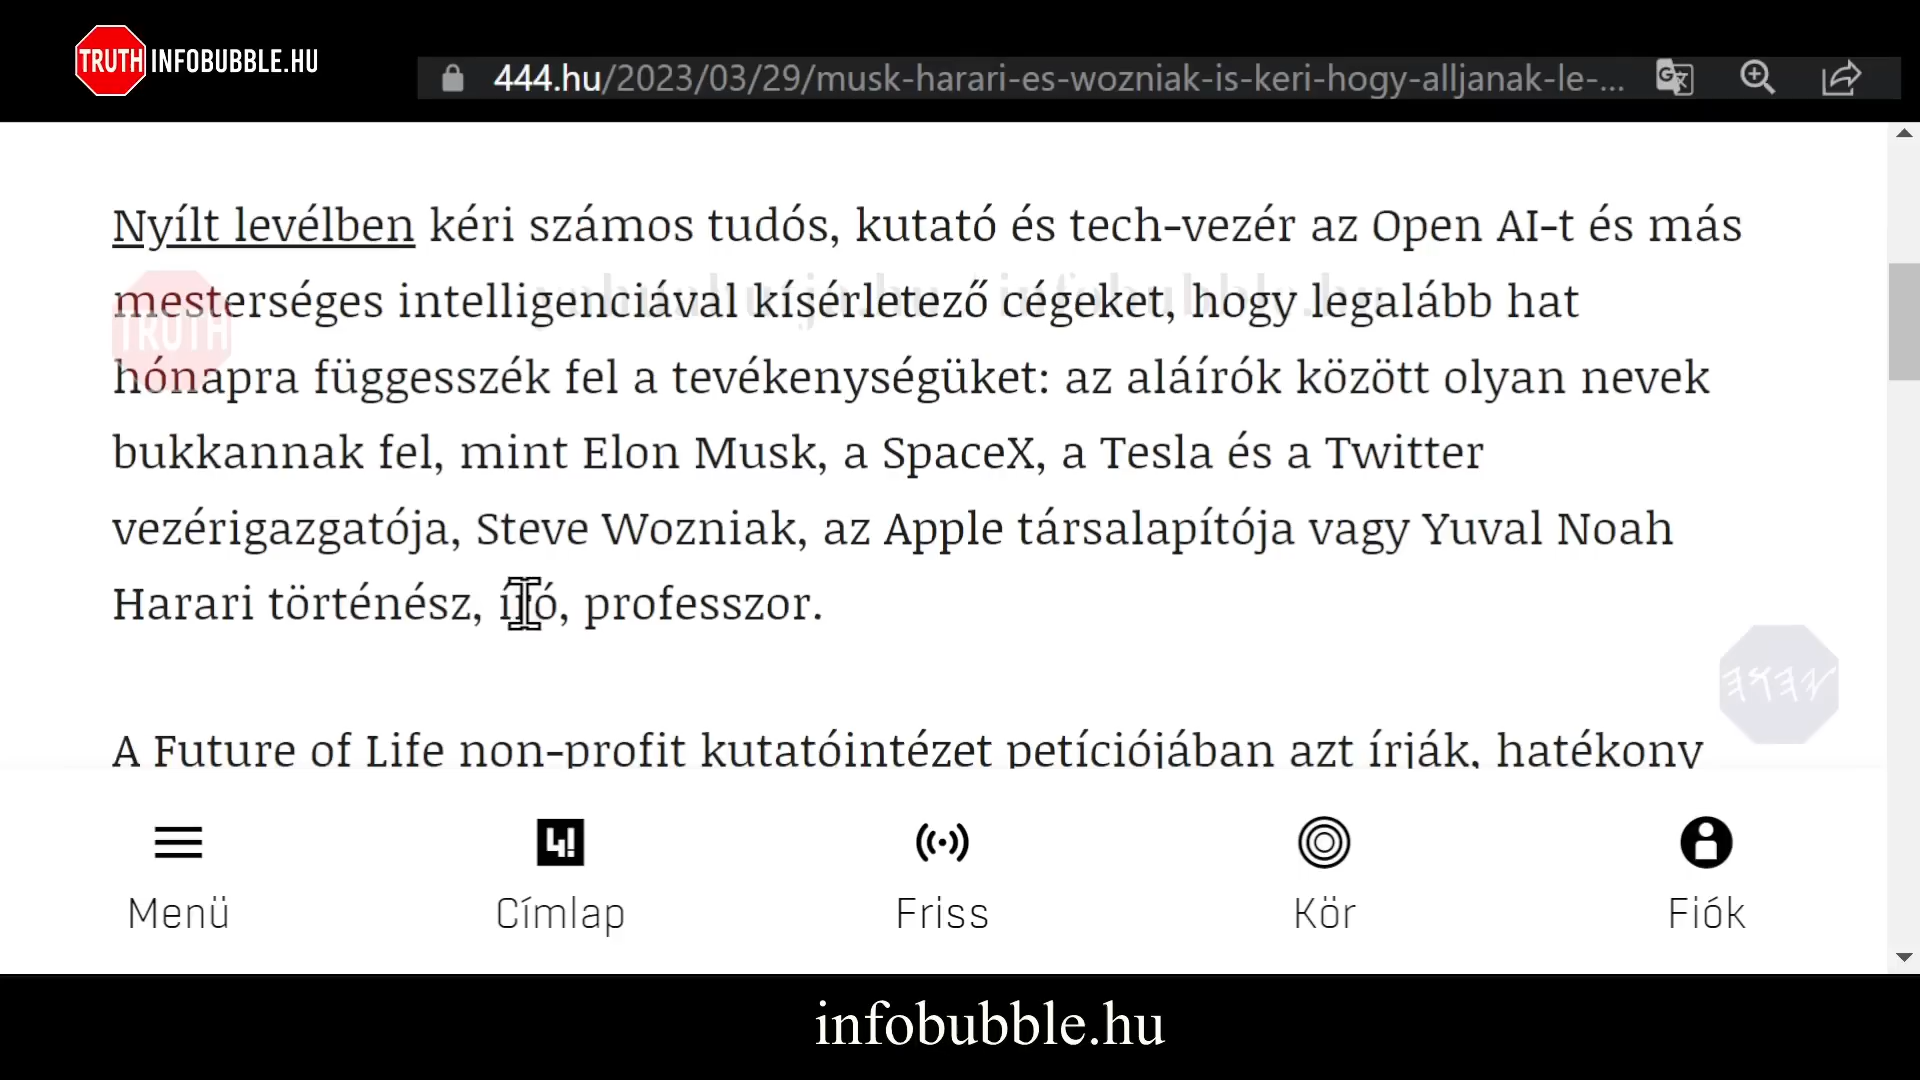 TRUTH INFOBUBBLE.HU
444.hu/2023/03/29/musk-harari-es-wozniak-is-keri-hogy-alljanak-le-...
Nyílt levélben kéri számos tudós, kutató és tech-vezér az Open AI-t és más
mesterséges intelligenciával kísérletező cégeket, hogy legalább hat
TRUTH
hónapra függesszék fel a tevékenységüket: az aláírók között olyan nevek
bukkannak fel, mint Elon Musk, a SpaceX, a Tesla és a Twitter
vezérigazgatója, Steve Wozniak, az Apple társalapítója vagy Yuval Noah
Harari történész, író, professzor.
A Future of Life non-profit kutatóintézet petíciójában azt írják, hatékony
4!
Menü Címlap Friss Kör Fiók
infobubble.hu